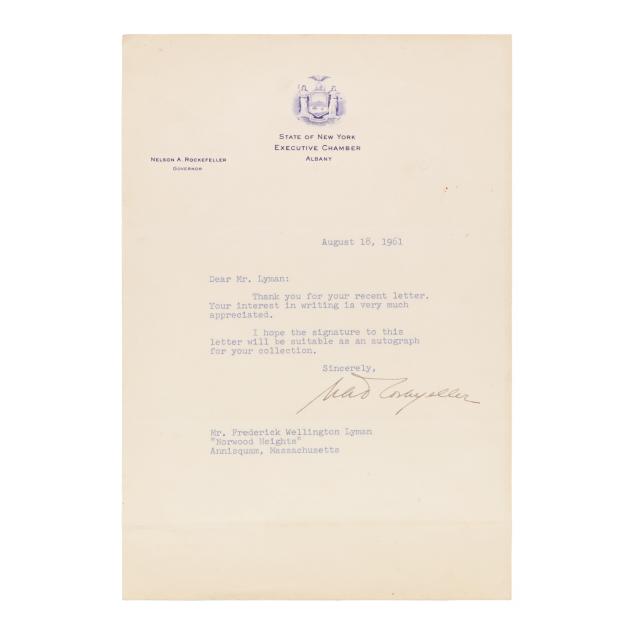 STATE OF NEW YORK
EXECUTIVE CHAMBER
ALBANY
NELSON A. ROCKEFELLER
GOVERNOR
August 18, 1961
Dear Mr. Lyman:
Thank you for your recent letter.
Your interest in writing is very much
appreciated.
I hope the signature to this
letter will be suitable as an autograph
for your collection.
Sincerely,
Mr. Frederick Wellington Lyman
"Norwood Heights"
Annisquam, Massachusetts